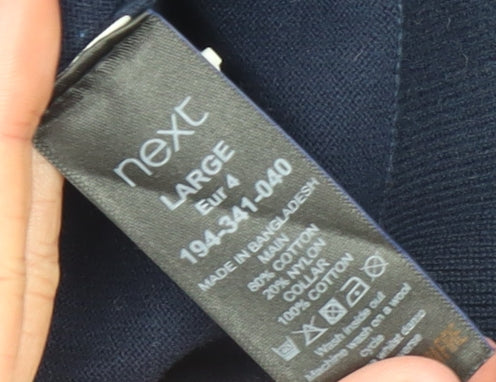 next
LARGE
Eur 4
194-341-040
MADE IN BANGLADESH
MAIN
80% COTTON
20% NYLON
COLLAR
100% COTTON
Wash inside out
Machine wash on a wool
cycle